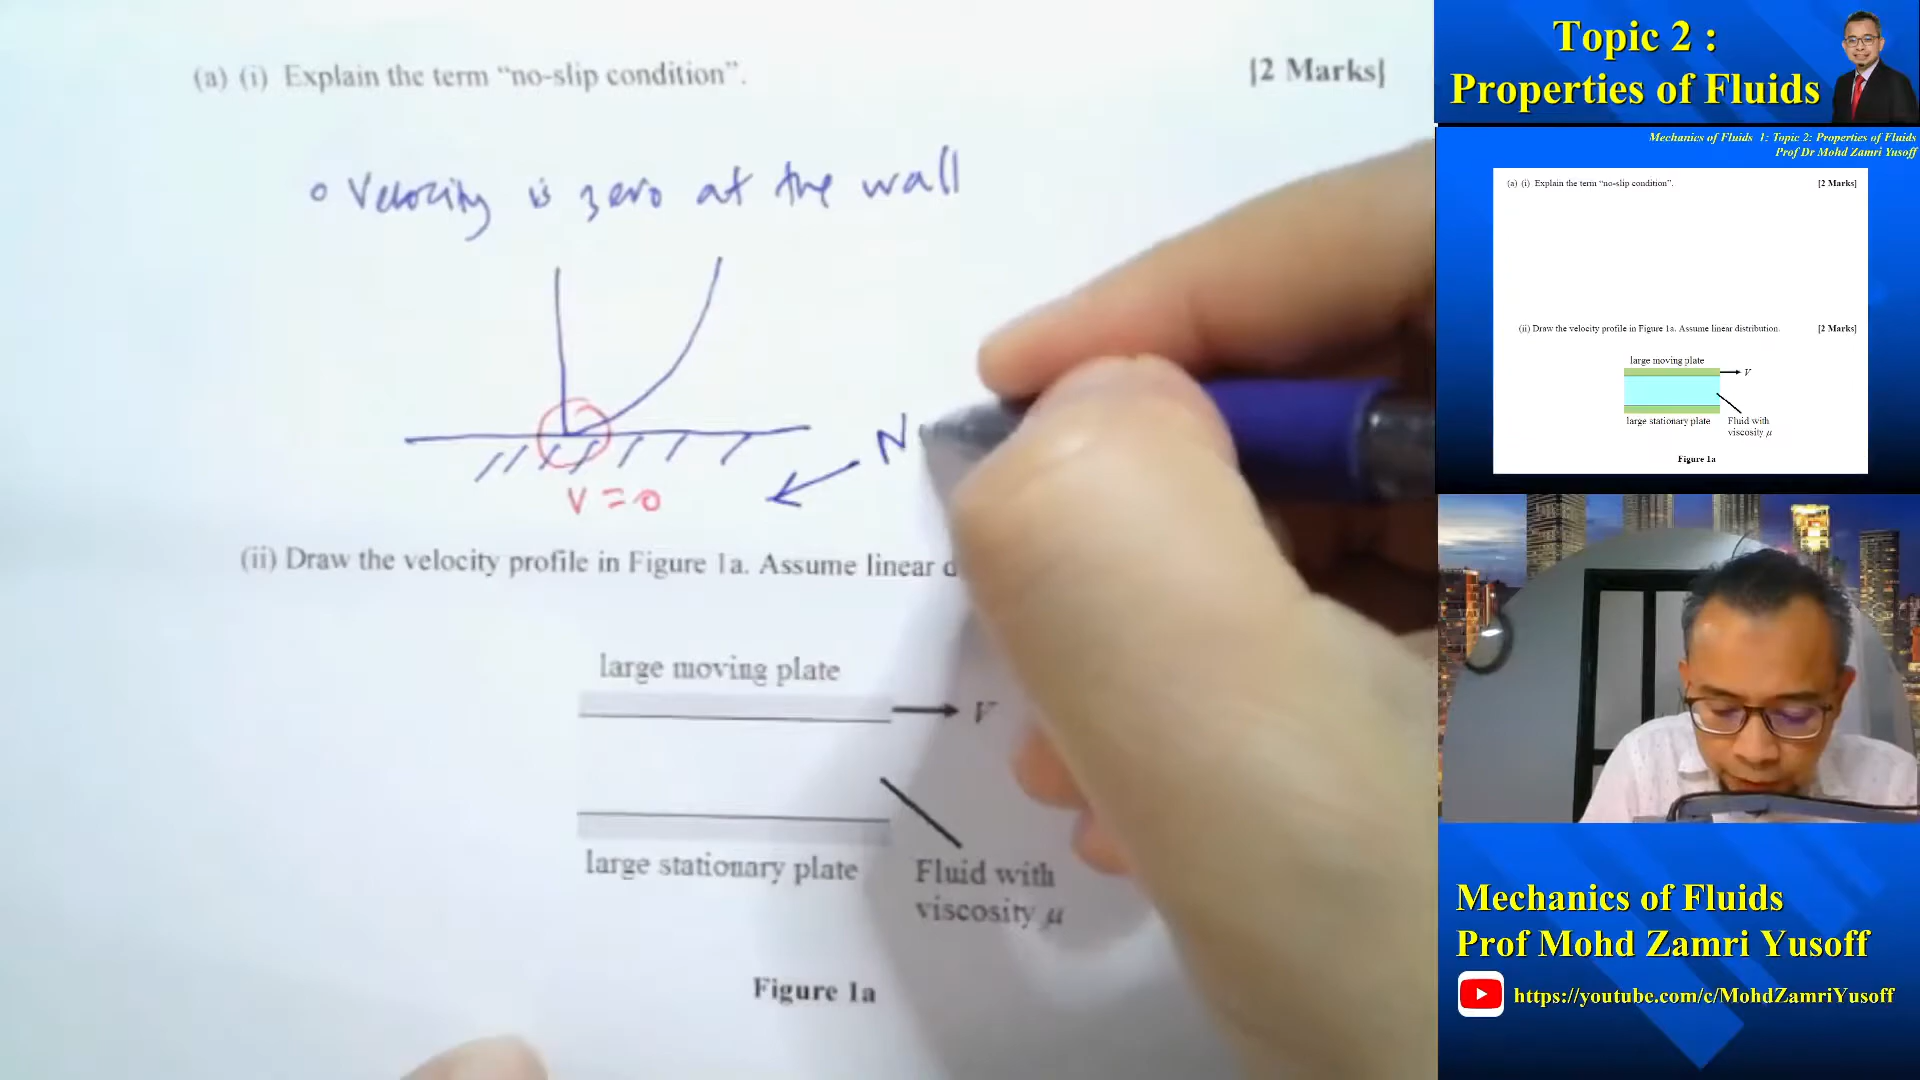 (a) (i) Explain the term “no-slip condition”.
[2 Marks]
o Velocity is zero at the wall
N
V = 0
(ii) Draw the velocity profile in Figure 1a. Assume linear d
large moving plate
V
large stationary plate
Fluid with
viscosity μ
Figure 1a
Topic 2 :
Properties of Fluids
Mechanics of Fluids 1: Topic 2: Properties of Fluids
Prof Dr Mohd Zamri Yusoff
(a) (i) Explain the term “no-slip condition”.
[2 Marks]
(ii) Draw the velocity profile in Figure 1a. Assume linear distribution.
[2 Marks]
large moving plate
V
large stationary plate
Fluid with
viscosity μ
Figure 1a
Mechanics of Fluids
Prof Mohd Zamri Yusoff
https://youtube.com/c/MohdZamriYusoff